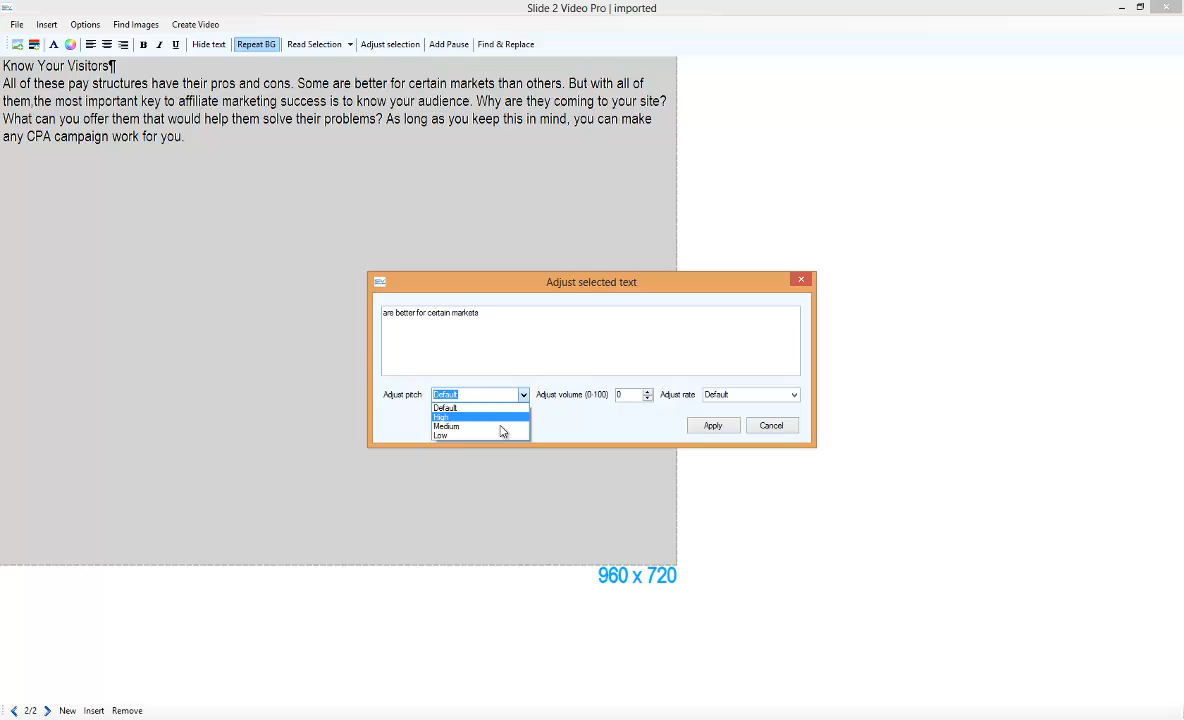 Slide 2 Video Pro | imported
File Insert Options Find Images Create Video
A B I U Hide text Repeat BG Read Selection Adjust selection Add Pause Find & Replace
Know Your Visitors¶
All of these pay structures have their pros and cons. Some are better for certain markets than others. But with all of
them,the most important key to affiliate marketing success is to know your audience. Why are they coming to your site?
What can you offer them that would help them solve their problems? As long as you keep this in mind, you can make
any CPA campaign work for you.
Adjust selected text
are better for certain markets
Adjust pitch Default Adjust volume (0-100) 0 Adjust rate Default
Default
High
Medium
Low
Apply Cancel
960 x 720
2/2 New Insert Remove